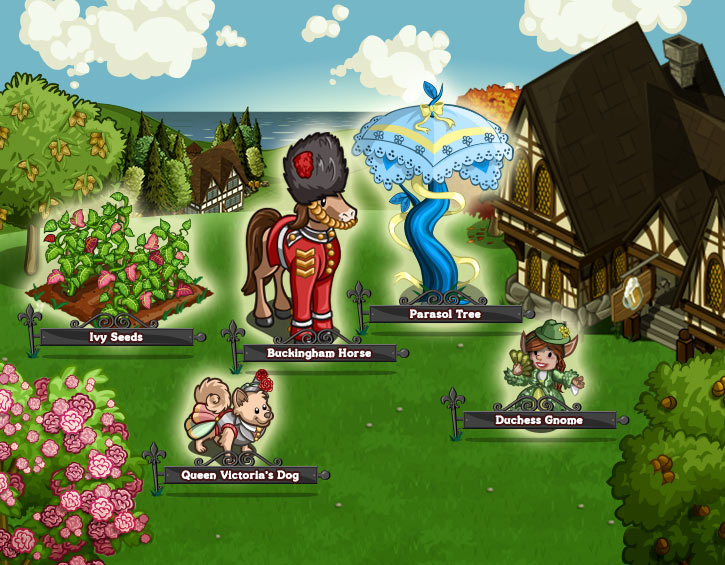 Parasol Tree
Ivy Seeds
Buckingham Horse
Duchess Gnome
Queen Victoria's Dog